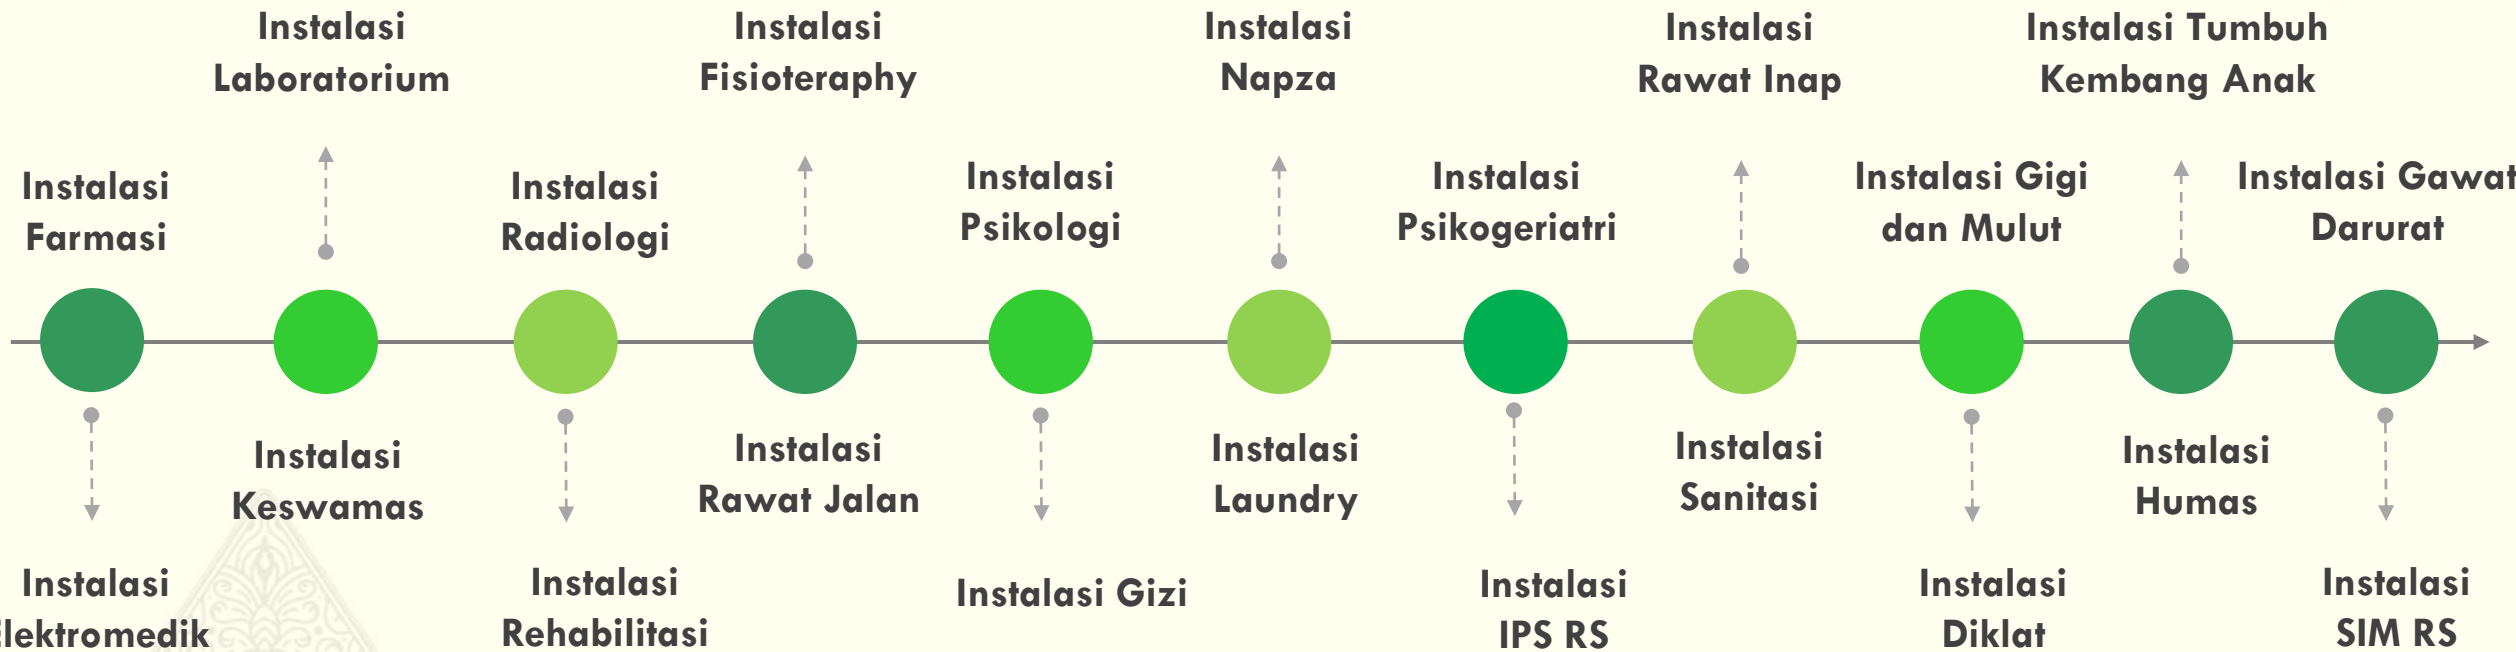 Instalasi
Laboratorium
Instalasi
Fisioteraphy
Instalasi
Napza
Instalasi
Rawat Inap
Instalasi Tumbuh
Kembang Anak
Instalasi
Farmasi
Instalasi
Radiologi
Instalasi
Psikologi
Instalasi
Psikogeriatri
Instalasi Gigi
dan Mulut
Instalasi Gawat
Darurat
Instalasi
Keswamas
Instalasi
Rawat Jalan
Instalasi
Laundry
Instalasi
Sanitasi
Instalasi
Humas
Instalasi
Elektromedik
Instalasi
Rehabilitasi
Instalasi Gizi
Instalasi
IPS RS
Instalasi
Diklat
Instalasi
SIM RS